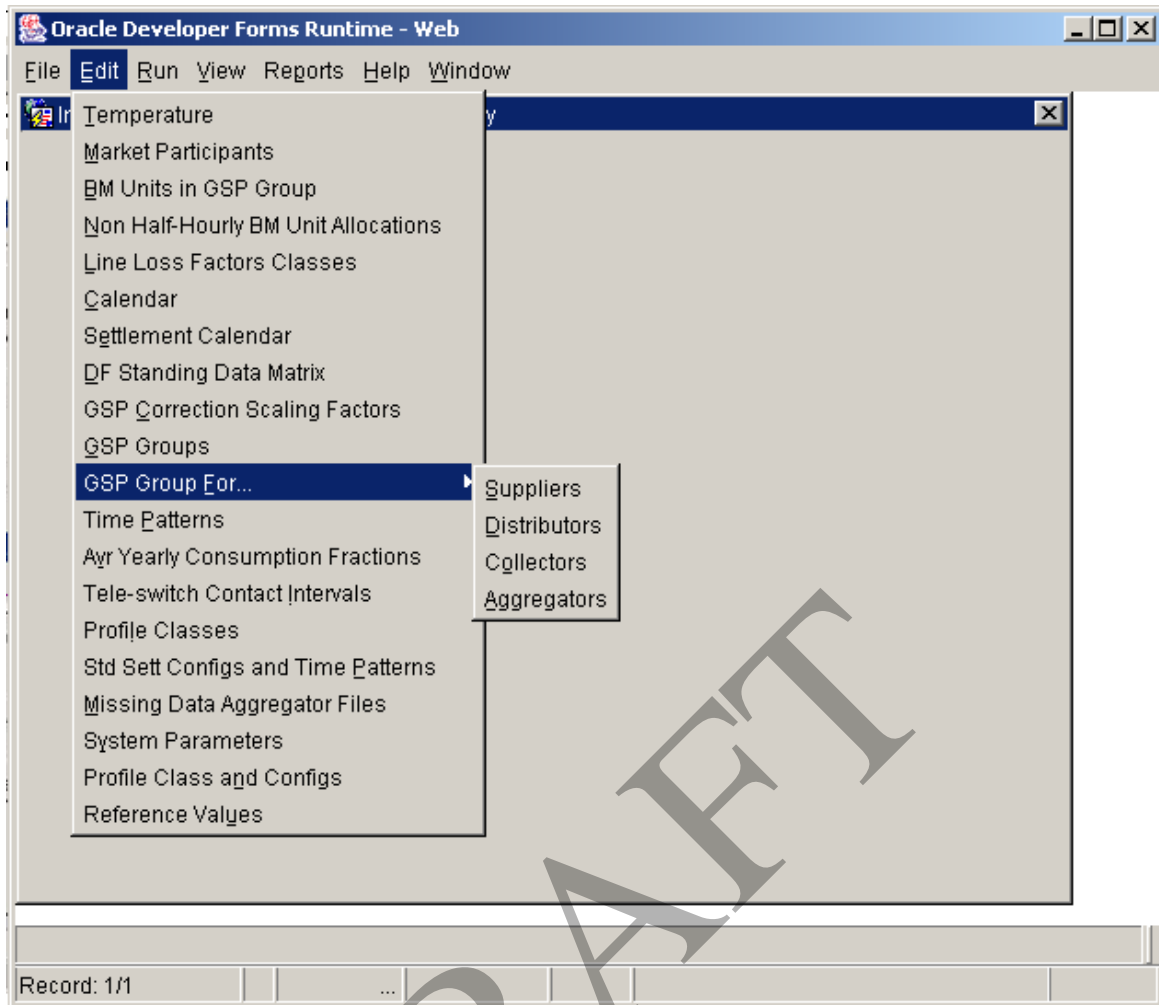 Oracle Developer Forms Runtime - Web
File Edit Run View Reports Help Window
Temperature
Market Participants
BM Units in GSP Group
Non Half-Hourly BM Unit Allocations
Line Loss Factors Classes
Calendar
Settlement Calendar
DF Standing Data Matrix
GSP Correction Scaling Factors
GSP Groups
GSP Group For...
Suppliers
Distributors
Collectors
Aggregators
Time Patterns
Avr Yearly Consumption Fractions
Tele-switch Contact Intervals
Profile Classes
Std Sett Configs and Time Patterns
Missing Data Aggregator Files
System Parameters
Profile Class and Configs
Reference Values
Record: 1/1
...